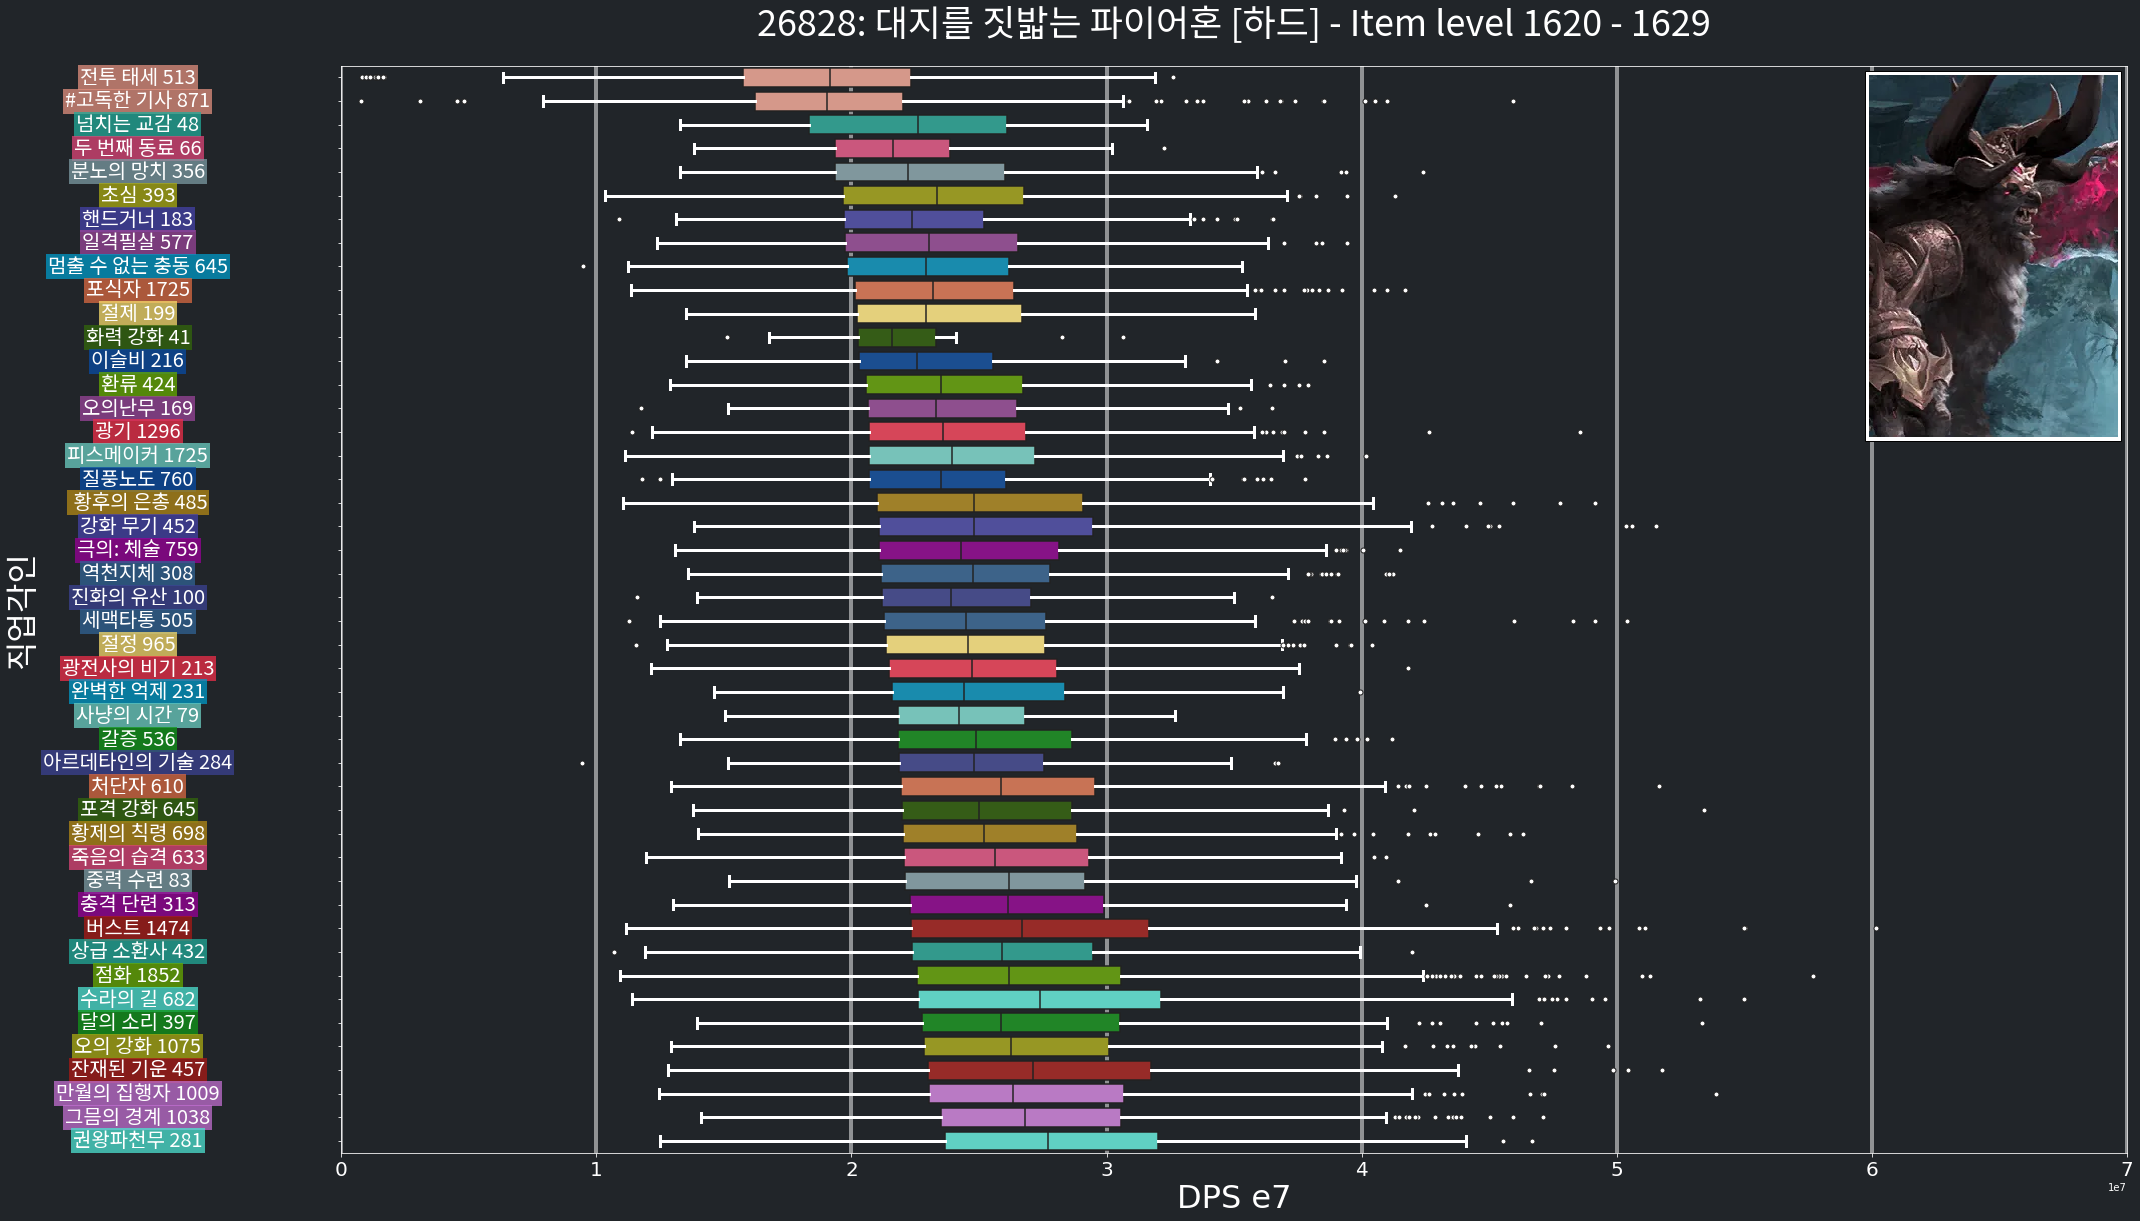 26828: 대지를 짓밟는 파이어혼 [하드] - Item level 1620 - 1629
전투 태세 513
#고독한 기사 871
넘치는 교감 48
두 번째 동료 66
분노의 망치 356
초심 393
핸드거너 183
일격필살 577
멈출 수 없는 충동 645
포식자 1725
절제 199
화력 강화 41
이슬비 216
환류 424
오의난무 169
광기 1296
피스메이커 1725
질풍노도 760
황후의 은총 485
강화 무기 452
극의: 체술 759
역천지체 308
진화의 유산 100
세맥타통 505
절정 965
광전사의 비기 213
완벽한 억제 231
사냥의 시간 79
갈증 536
아르데타인의 기술 284
처단자 610
포격 강화 645
황제의 칙령 698
죽음의 습격 633
중력 수련 83
충격 단련 313
버스트 1474
상급 소환사 432
점화 1852
수라의 길 682
달의 소리 397
오의 강화 1075
잔재된 기운 457
만월의 집행자 1009
그믐의 경계 1038
권왕파천무 281
직업각인
0 1 2 3 4 5 6 7
DPS e7
1e7